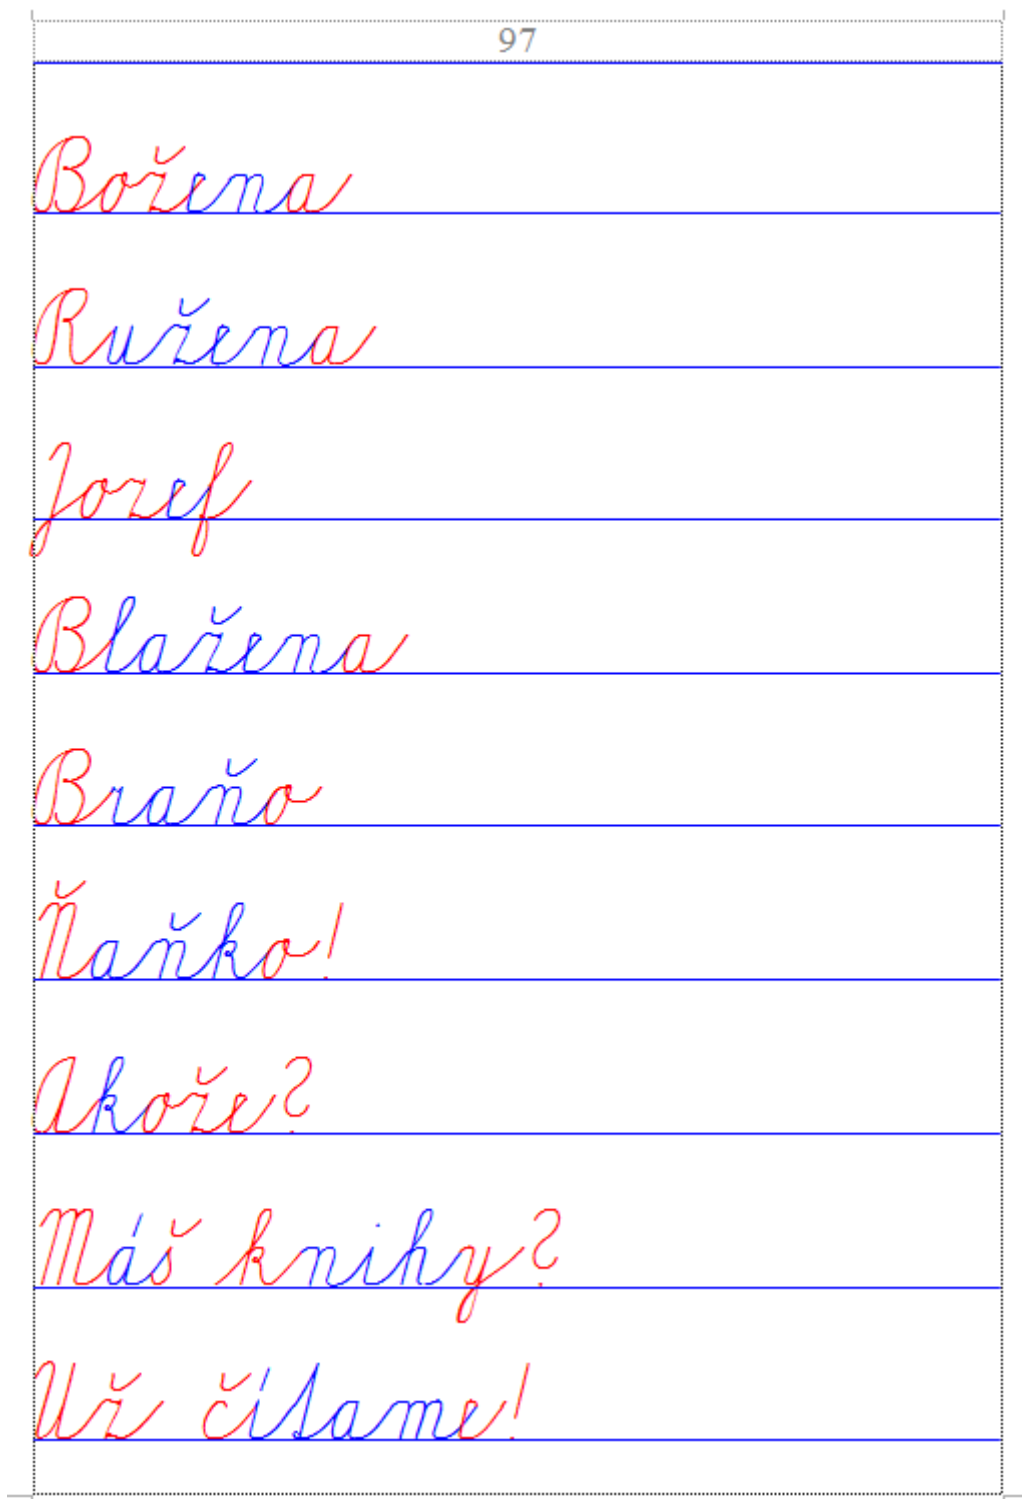 97
Božena
Ružena
Jozef
Blažena
Braňo
Ňaňko!
Akože?
Máš knihy?
Už čítame!